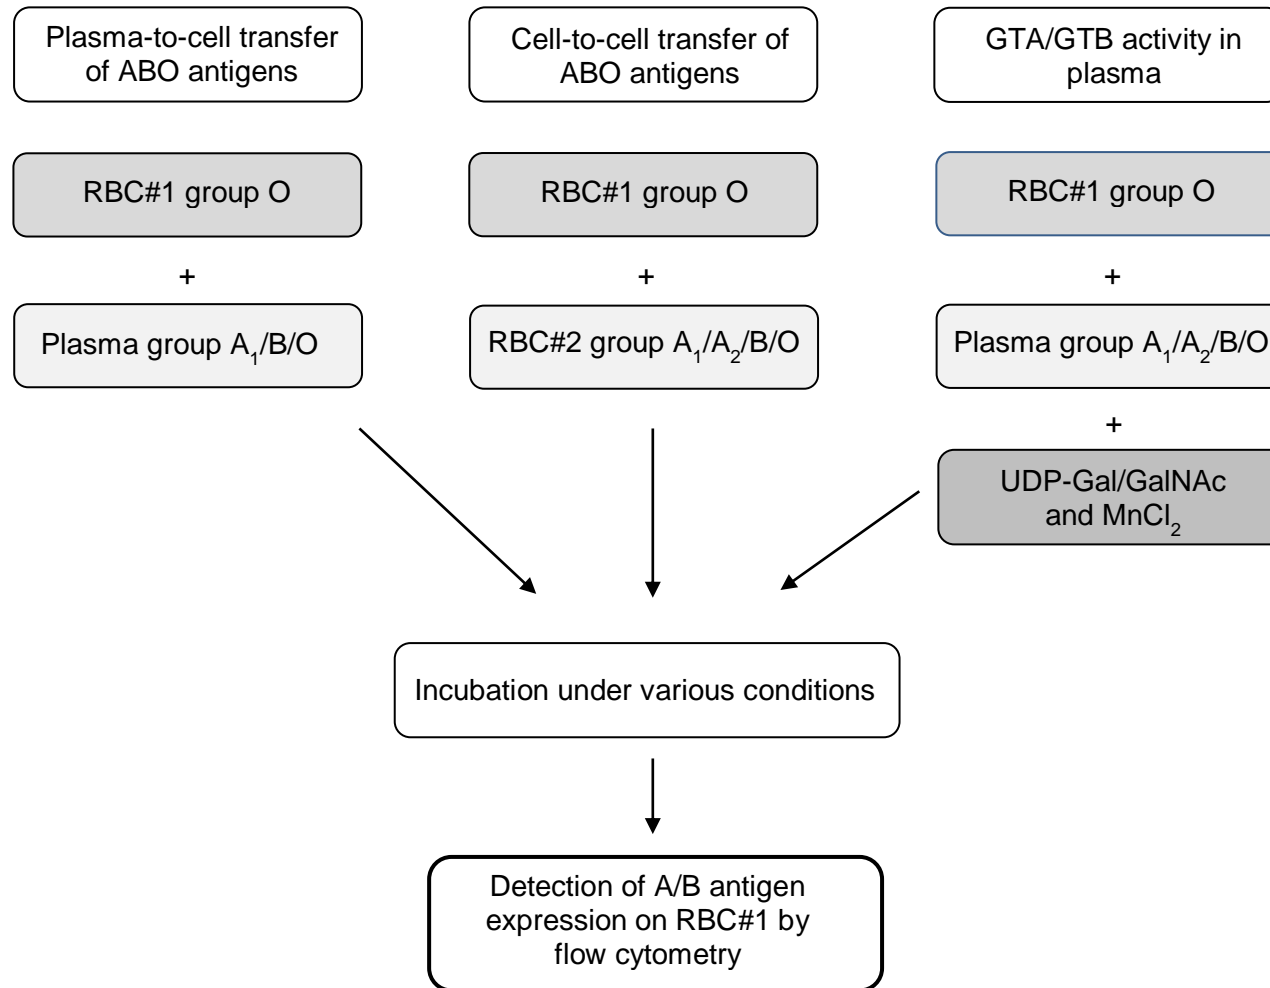 Plasma-to-cell transfer
of ABO antigens
Cell-to-cell transfer of
ABO antigens
GTA/GTB activity in
plasma
RBC#1 group O
RBC#1 group O
RBC#1 group O
+
+
+
Plasma group A₁/B/O
RBC#2 group A₁/A₂/B/O
Plasma group A₁/A₂/B/O
+
UDP-Gal/GalNAc
and MnCl₂
Incubation under various conditions
Detection of A/B antigen
expression on RBC#1 by
flow cytometry